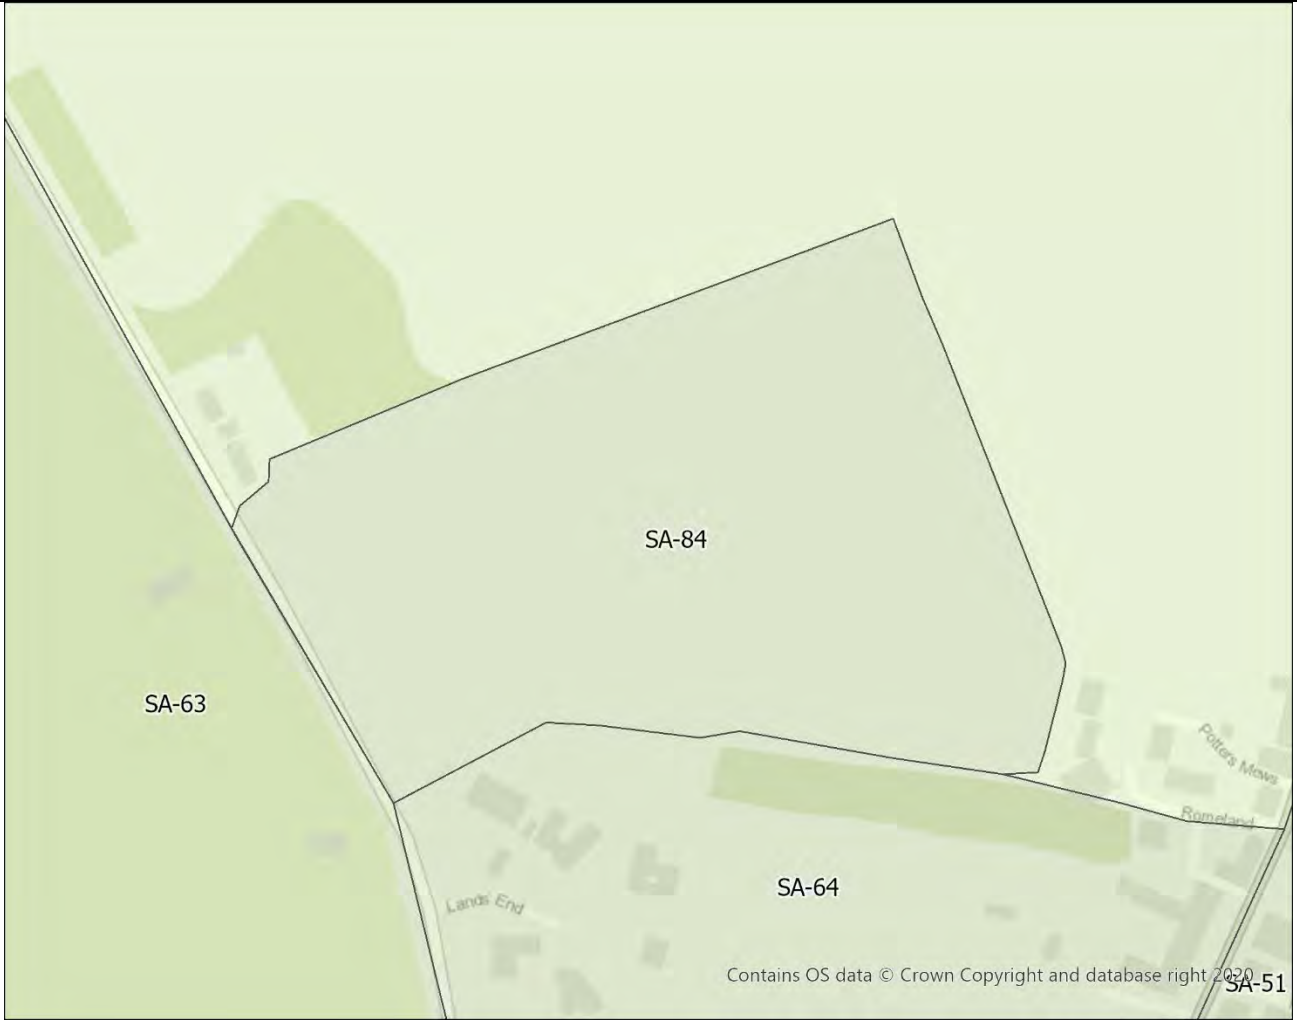 SA-84
SA-63
Potters Mews
Romeland
SA-64
Lands End
Contains OS data © Crown Copyright and database right 2020
SA-51